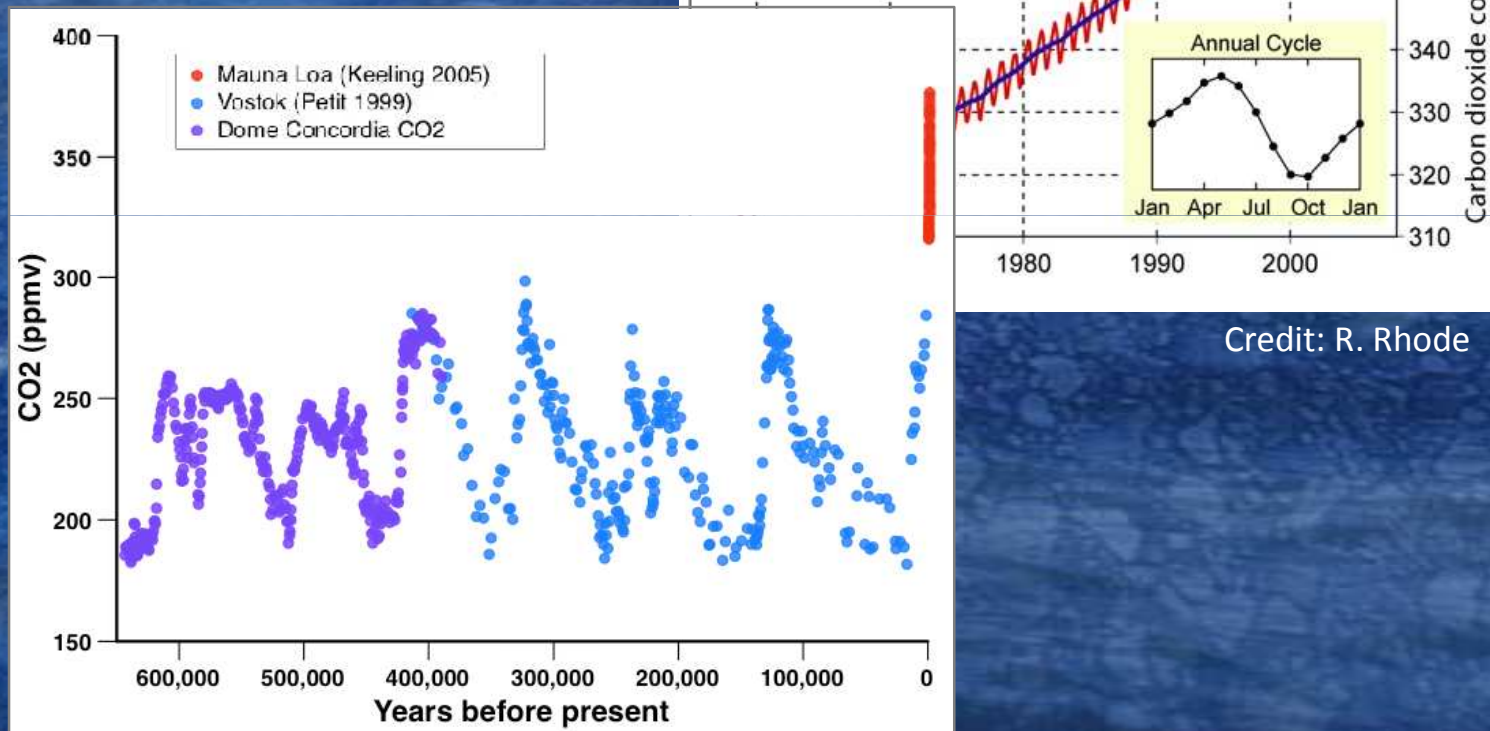 400
350
300
250
200
150
CO2 (ppmv)
Mauna Loa (Keeling 2005)
Vostok (Petit 1999)
Dome Concordia CO2
600,000
500,000
400,000
300,000
200,000
100,000
0
Years before present
Annual Cycle
Jan Apr Jul Oct Jan
340
330
320
310
Carbon dioxide
1980
1990
2000
Credit: R. Rhode